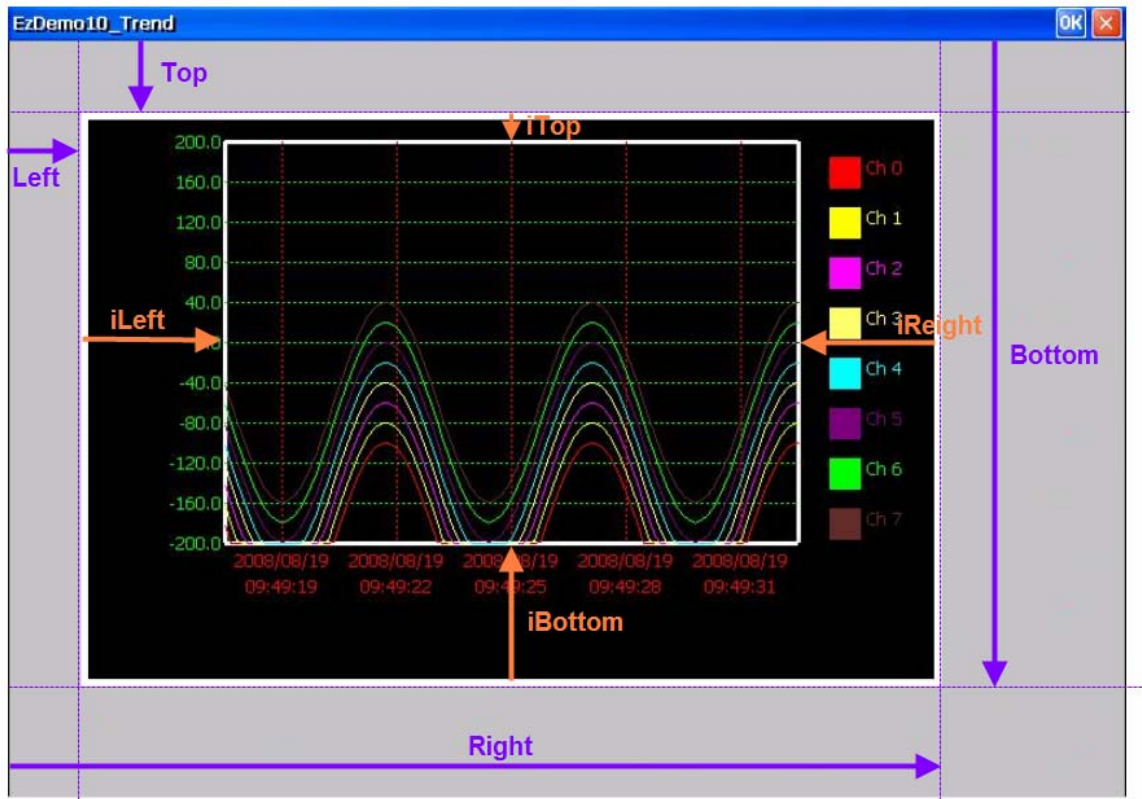 EzDemo10_Trend
OK
Top
Left
iTop
200.0
160.0
120.0
80.0
40.0
-40.0
-80.0
-120.0
-160.0
-200.0
iLeft
iReight
Bottom
Ch 0
Ch 1
Ch 2
Ch 3
Ch 4
Ch 5
Ch 6
Ch 7
2008/08/19 2008/08/19 2008/08/19 2008/08/19 2008/08/19
09:49:19 09:49:22 09:49:25 09:49:28 09:49:31
iBottom
Right